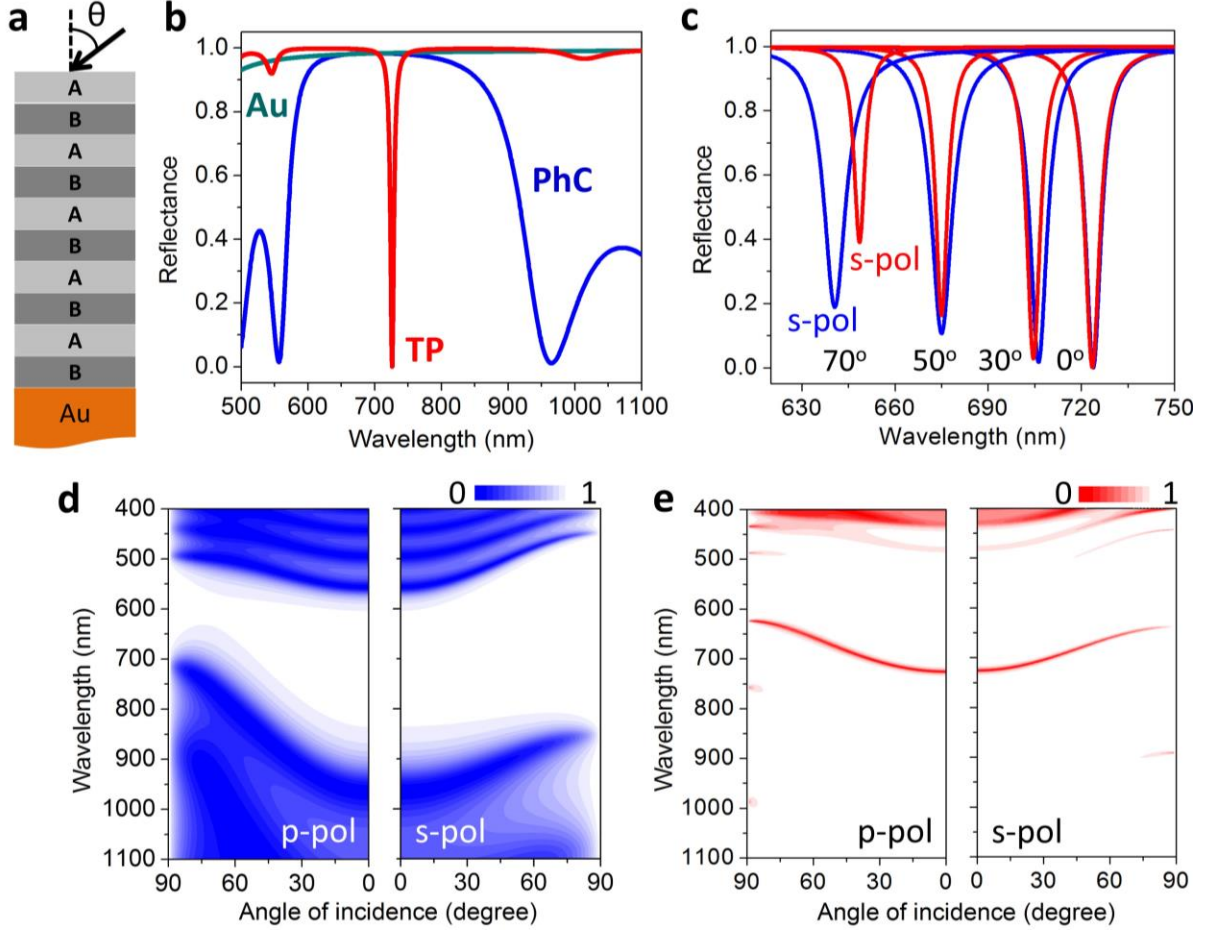 a
θ
A
B
A
B
A
B
A
B
A
B
Au
b
1.0
0.8
0.6
0.4
0.2
0.0
Reflectance
Au
PhC
TP
500 600 700 800 900 1000 1100
Wavelength (nm)
c
1.0
0.8
0.6
0.4
0.2
0.0
Reflectance
s-pol
s-pol
70° 50° 30° 0°
630 660 690 720 750
Wavelength (nm)
d
0 1
400
500
600
700
800
900
1000
1100
Wavelength (nm)
p-pol s-pol
90 60 30 0 0 30 60 90
Angle of incidence (degree)
e
0 1
400
500
600
700
800
900
1000
1100
Wavelength (nm)
p-pol s-pol
90 60 30 0 0 30 60 90
Angle of incidence (degree)